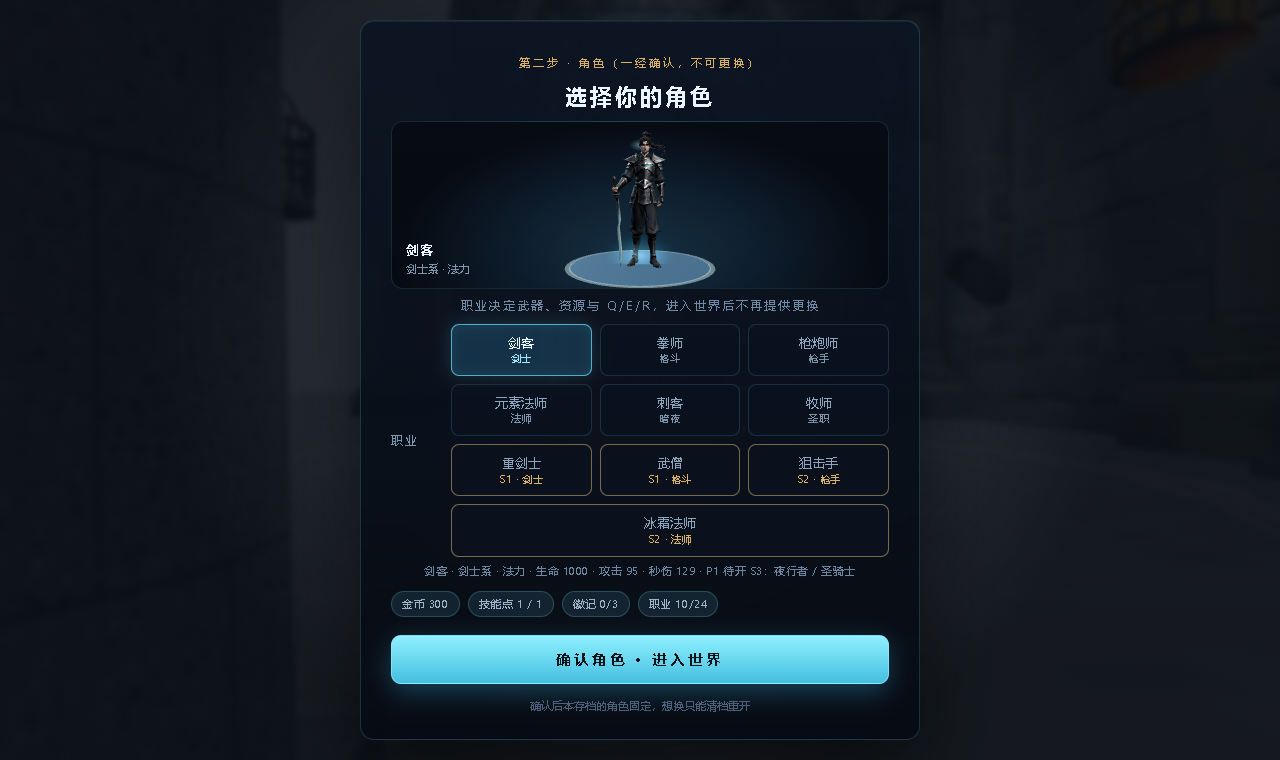 第二步 · 角色（一经确认，不可更换）
选择你的角色
剑客
剑士系 · 法力
职业决定武器、资源与 Q/E/R，进入世界后不再提供更换
职业
剑客
剑士
拳师
格斗
枪炮师
枪手
元素法师
法师
刺客
暗夜
牧师
圣职
重剑士
S1 · 剑士
武僧
S1 · 格斗
狙击手
S2 · 枪手
冰霜法师
S2 · 法师
剑客 · 剑士系 · 法力 · 生命 1000 · 攻击 95 · 秒伤 129 · P1 待开 S3：夜行者 / 圣骑士
金币 300
技能点 1 / 1
徽记 0/3
职业 10/24
确认角色 · 进入世界
确认后本存档的角色固定，想换只能清档重开